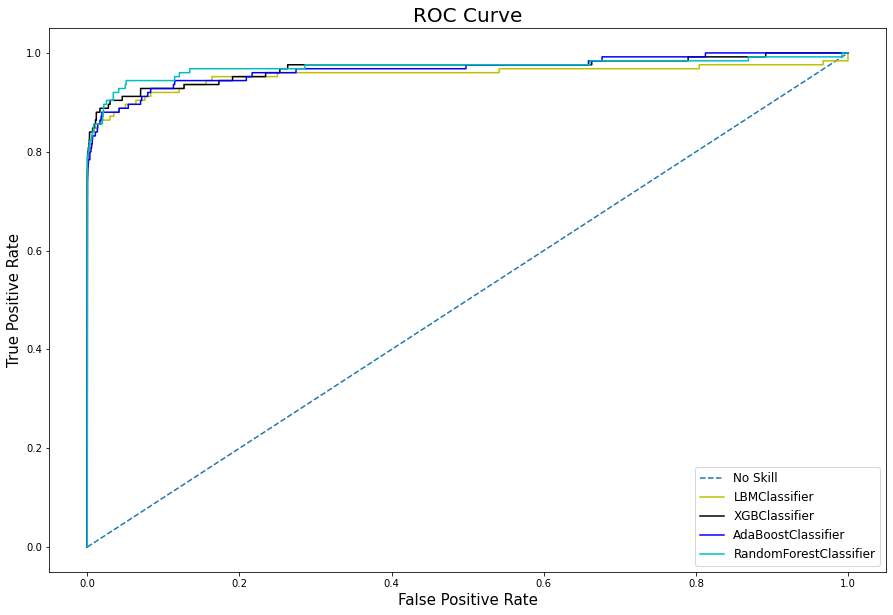 ROC Curve
True Positive Rate
1.0
0.8
0.6
0.4
0.2
0.0
0.0 0.2 0.4 0.6 0.8 1.0
False Positive Rate
No Skill
LBMClassifier
XGBClassifier
AdaBoostClassifier
RandomForestClassifier